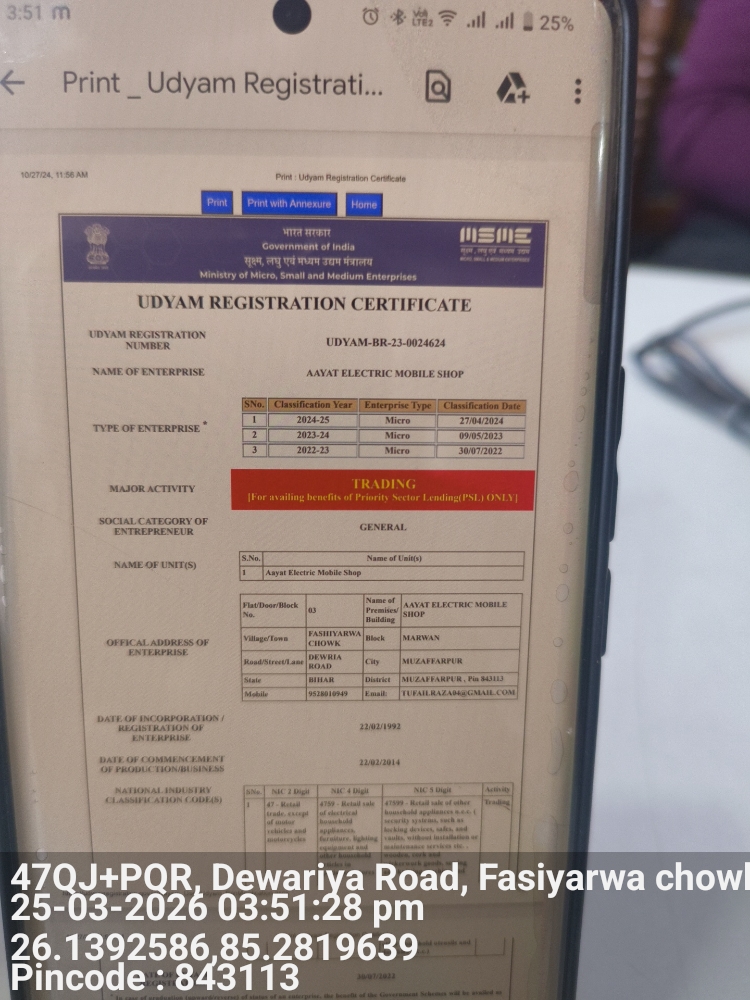 3:51 m
Vo)) LTE2
25%
Print _ Udyam Registrati...
10/27/24, 11:56 AM
Print : Udyam Registration Certificate
Print
Print with Annexure
Home
भारत सरकार
Government of India
सूक्ष्म, लघु एवं मध्यम उद्यम मंत्रालय
Ministry of Micro, Small and Medium Enterprises
MSME
UDYAM REGISTRATION CERTIFICATE
UDYAM REGISTRATION NUMBER
UDYAM-BR-23-0024624
NAME OF ENTERPRISE
AAYAT ELECTRIC MOBILE SHOP
TYPE OF ENTERPRISE *
SNo. Classification Year Enterprise Type Classification Date
1 2024-25 Micro 27/04/2024
2 2023-24 Micro 09/05/2023
3 2022-23 Micro 30/07/2022
MAJOR ACTIVITY
TRADING
[For availing benefits of Priority Sector Lending(PSL) ONLY]
SOCIAL CATEGORY OF ENTREPRENEUR
GENERAL
NAME OF UNIT(S)
S.No. Name of Unit(s)
1 Aayat Electric Mobile Shop
OFFICAL ADDRESS OF ENTERPRISE
Flat/Door/Block No. 03 Name of Premises/ Building AAYAT ELECTRIC MOBILE SHOP
Village/Town FASHIYARWA CHOWK Block MARWAN
Road/Street/Lane DEWRIA ROAD City MUZAFFARPUR
State BIHAR District MUZAFFARPUR , Pin 843113
Mobile 9528010949 Email: TUFAILRAZA04@GMAIL.COM
DATE OF INCORPORATION / REGISTRATION OF ENTERPRISE
22/02/1992
DATE OF COMMENCEMENT OF PRODUCTION/BUSINESS
22/02/2014
NATIONAL INDUSTRY CLASSIFICATION CODE(S)
SNo. NIC 2 Digit NIC 4 Digit NIC 5 Digit Activity
1 47 - Retail trade, except of motor vehicles and motorcycles
4759 - Retail sale of electrical household appliances, furniture, lighting equipment and other household
47599 - Retail sale of other household appliances n.e.c. ( security systems, such as locking devices, safes, and vaults, without installation or maintenance services
Trading
47QJ+PQR, Dewariya Road, Fasiyarwa chowk
25-03-2026 03:51:28 pm
26.1392586,85.2819639
Pincode : 843113
30/07/2022